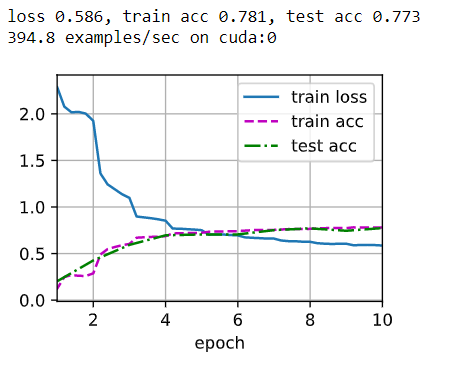 loss 0.586, train acc 0.781, test acc 0.773
394.8 examples/sec on cuda:0
train loss
train acc
test acc
2.0
1.5
1.0
0.5
0.0
2 4 6 8 10
epoch